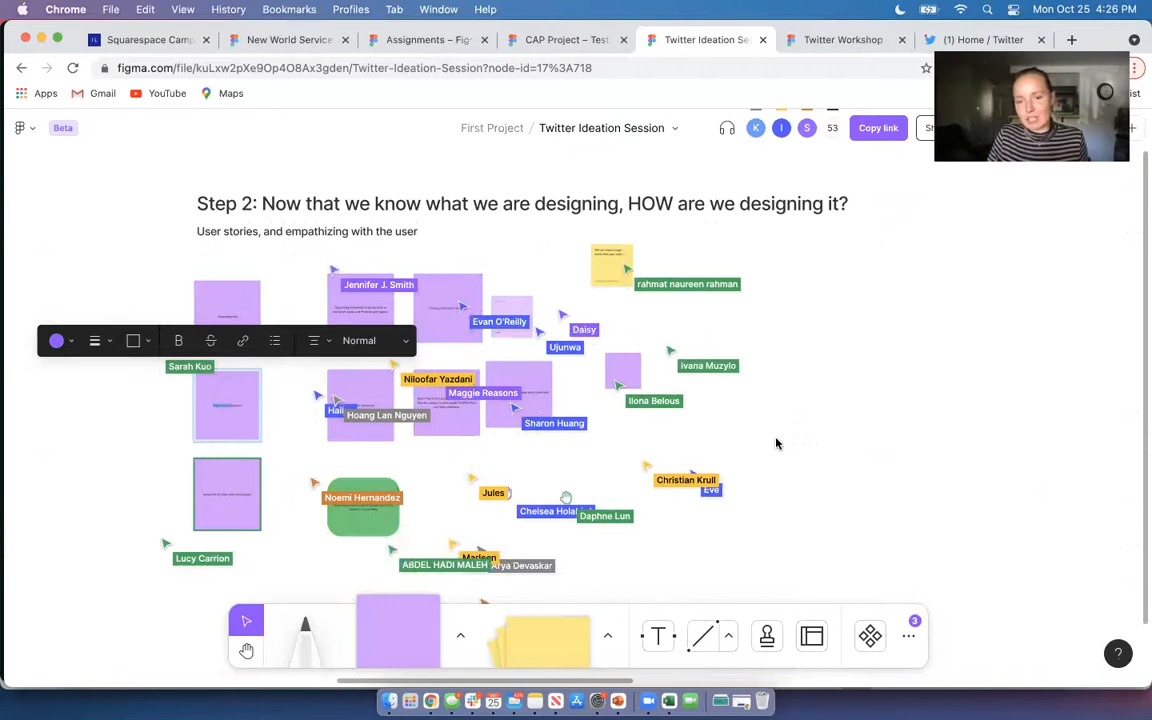 Chrome File Edit View History Bookmarks Profiles Tab Window Help Mon Oct 25 4:26 PM
Squarespace Camp New World Service Assignments – Fig CAP Project – Test Twitter Ideation Ses Twitter Workshop (1) Home / Twitter
figma.com/file/kuLxw2pXe9Op4O8Ax3gden/Twitter-Ideation-Session?node-id=17%3A718
Apps Gmail YouTube Maps
Beta First Project / Twitter Ideation Session K I S 53 Copy link
Step 2: Now that we know what we are designing, HOW are we designing it?
User stories, and empathizing with the user
rahmat naureen rahman
Jennifer J. Smith
Evan O'Reilly
Daisy
Ujunwa
Normal
Sarah Kuo
Ivana Muzylo
Niloofar Yazdani
Maggie Reasons
Ilona Belous
Hoang Lan Nguyen
Sharon Huang
Christian Krull
Eve
Jules
Noemi Hernandez
Daphne Lun
Lucy Carrion
Marleen
ABDEL HADI MALEH
Arya Devaskar
T
3
?
25